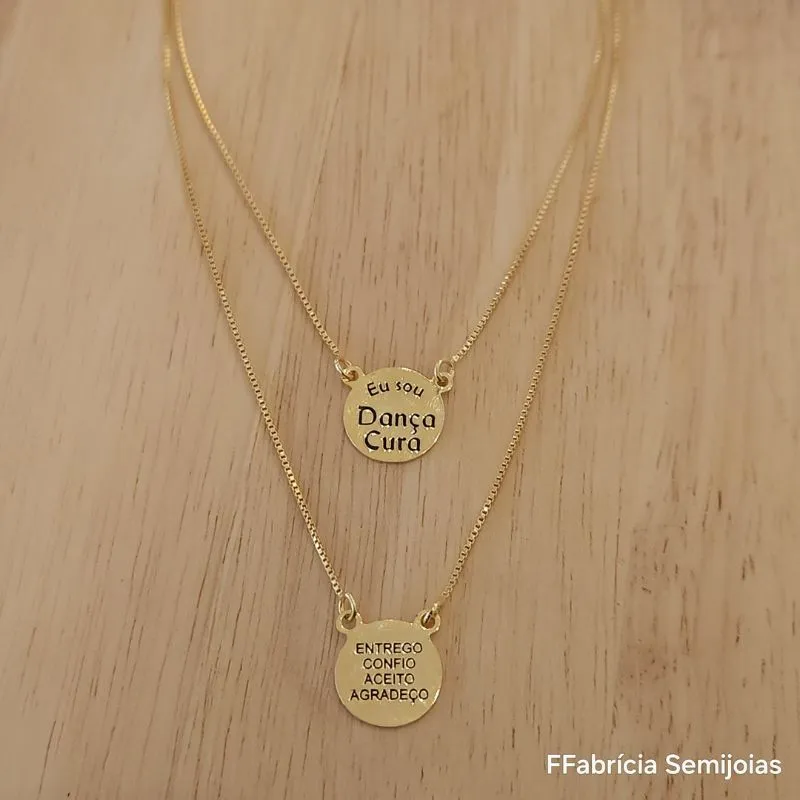 Eu sou
Dança
Cura
ENTREGO
CONFIO
ACEITO
AGRADEÇO
FFabrícia Semijoias